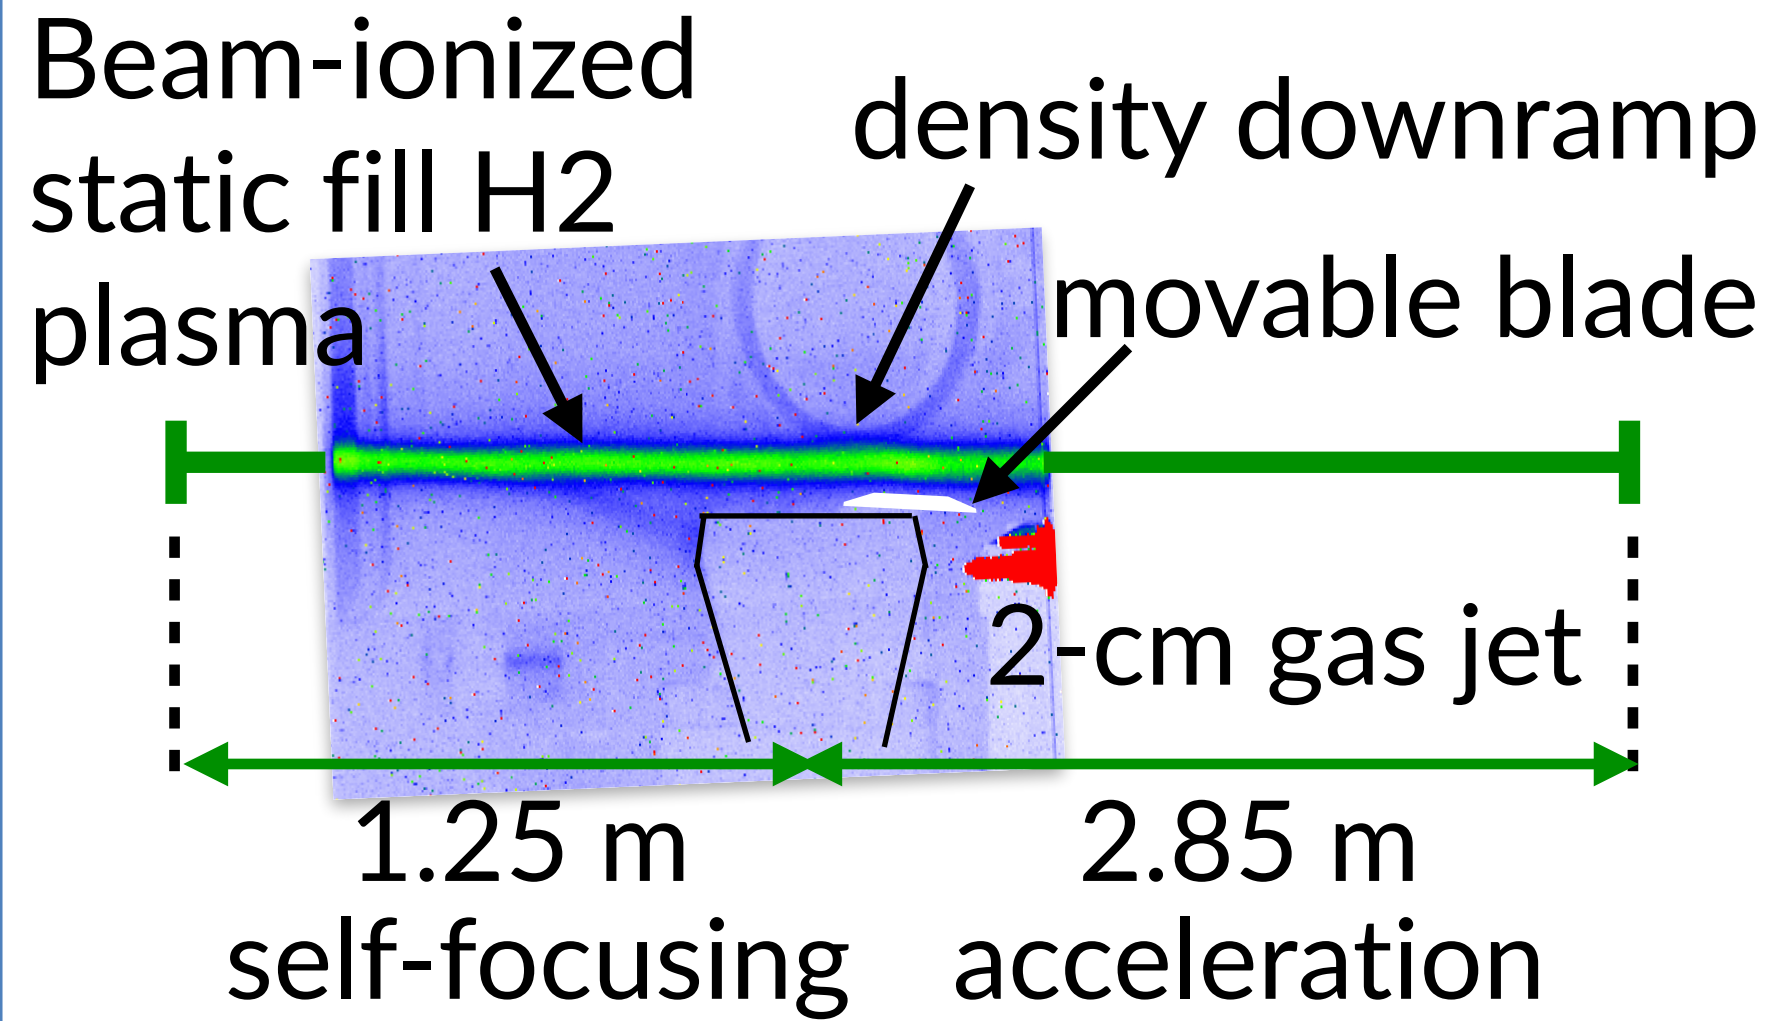 Beam-ionized
static fill H2
plasma
density downramp
movable blade
2-cm gas jet
1.25 m
self-focusing
2.85 m
acceleration